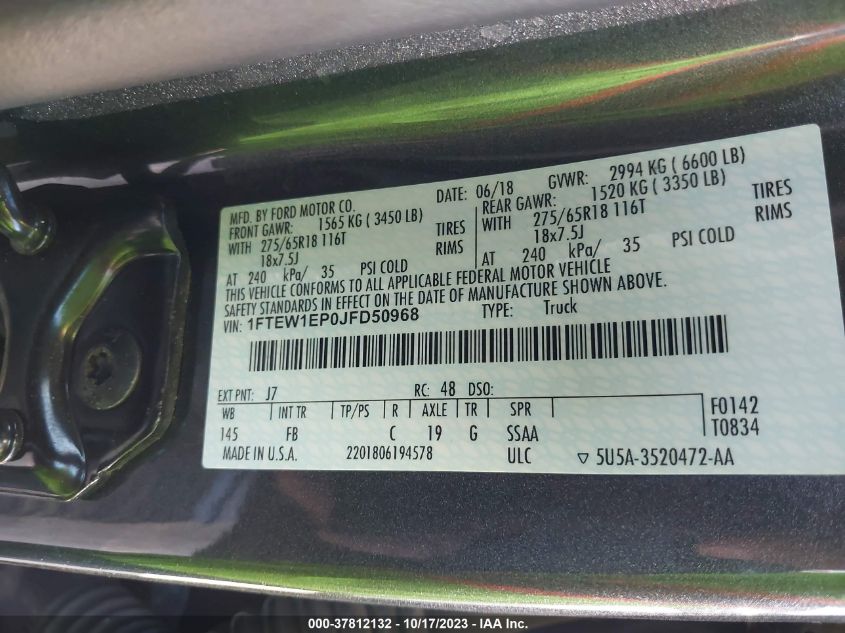 MFD. BY FORD MOTOR CO. DATE: 06/18 GVWR: 2994 KG ( 6600 LB)
FRONT GAWR: 1565 KG ( 3450 LB) REAR GAWR: 1520 KG ( 3350 LB)
WITH 275/65R18 116T TIRES WITH 275/65R18 116T TIRES
18x7.5J RIMS 18x7.5J RIMS
AT 240 kPa/ 35 PSI COLD AT 240 kPa/ 35 PSI COLD
THIS VEHICLE CONFORMS TO ALL APPLICABLE FEDERAL MOTOR VEHICLE
SAFETY STANDARDS IN EFFECT ON THE DATE OF MANUFACTURE SHOWN ABOVE.
VIN: 1FTEW1EP0JFD50968 TYPE: Truck
EXT PNT: J7 RC: 48 DSO:
WB INT TR TP/PS R AXLE TR SPR F0142
145 FB C 19 G SSAA T0834
MADE IN U.S.A. 2201806194578 ULC ▽ 5U5A-3520472-AA
000-37812132 - 10/17/2023 - IAA Inc.